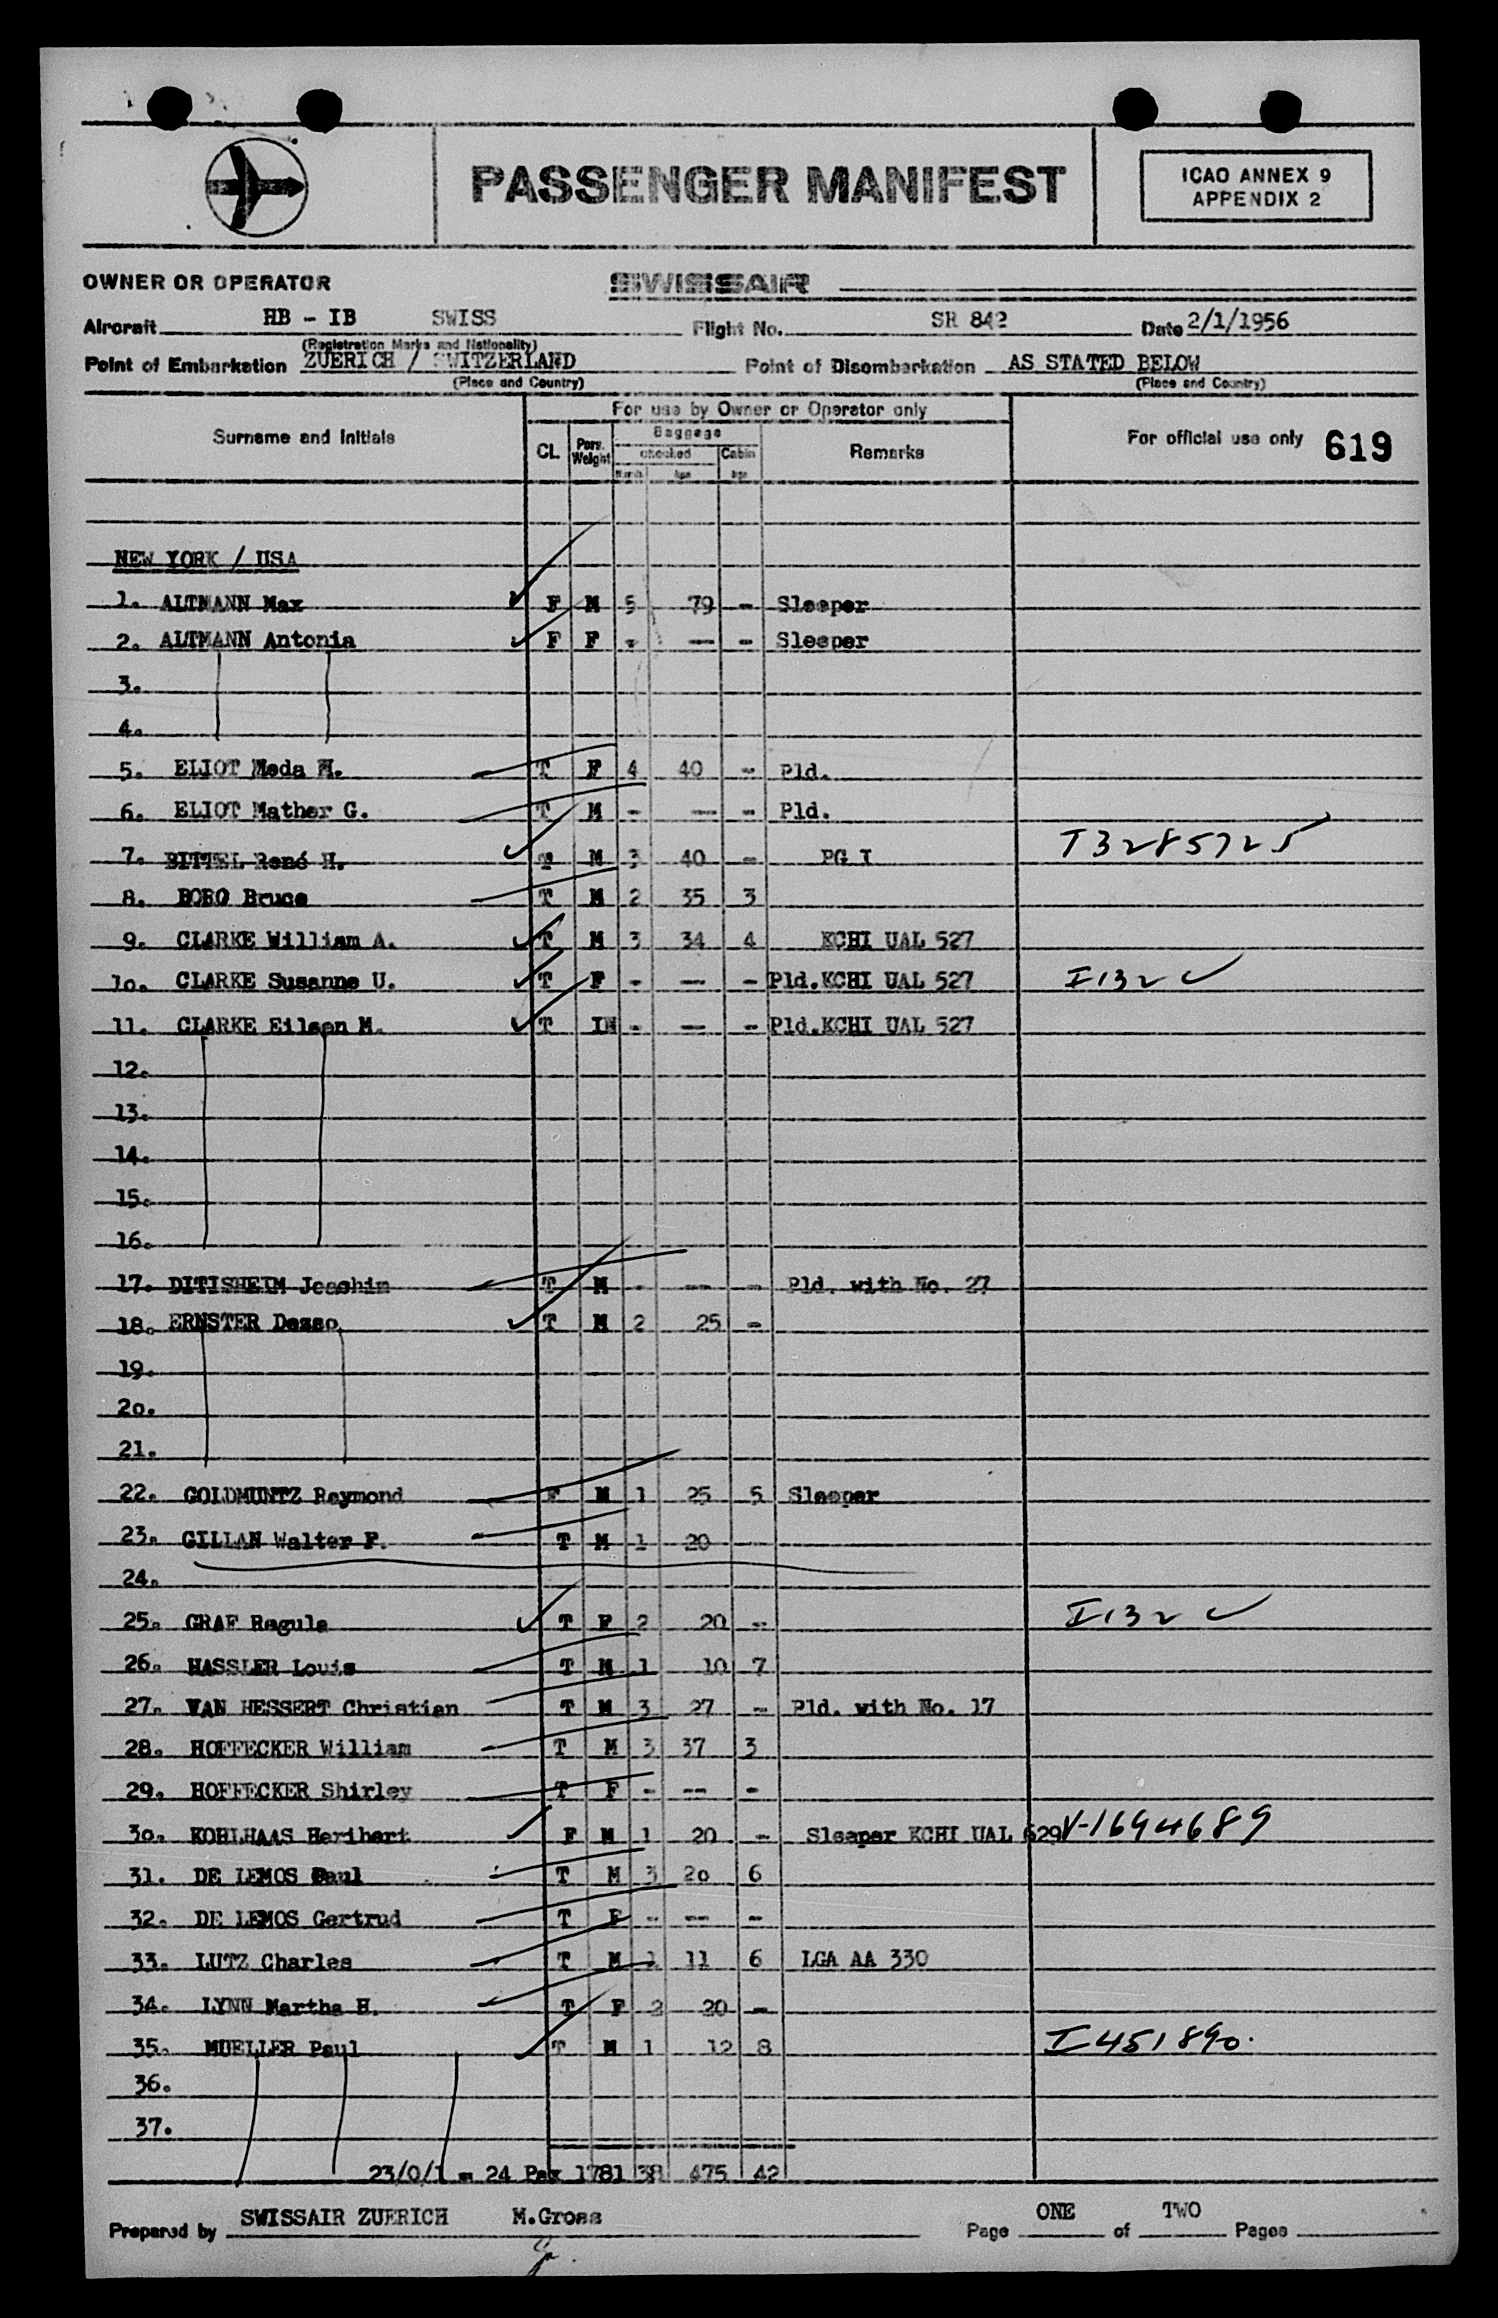 PASSENGER MANIFEST
ICAO ANNEX 9
APPENDIX 2
OWNER OR OPERATOR SWISSAIR
Aircraft HB - IB SWISS Flight No. SR 842 Date 2/1/1956
(Registration Marks and Nationality)
Point of Embarkation ZUERICH / SWITZERLAND Point of Disembarkation AS STATED BELOW
(Place and Country) (Place and Country)
For use by Owner or Operator only
Surname and Initials CL. Pers. Weight Baggage checked Cabin Remarks For official use only 619
NEW YORK / USA
1. ALTMANN Max F M 5 79 - Sleeper
2. ALTMANN Antonia F F - -- - Sleeper
3.
4.
5. ELIOT Meda H. T F 4 40 - Pld.
6. ELIOT Mather G. T M - -- - Pld.
7. BITTEL René H. T M 3 40 - PG I T3285725
8. BOBO Bruce T M 2 35 3
9. CLARKE William A. T M 3 34 4 KCHI UAL 527
10. CLARKE Susanne U. T F - -- - Pld.KCHI UAL 527 I132
11. CLARKE Eileen M. T IN - -- - Pld.KCHI UAL 527
12.
13.
14.
15.
16.
17. DITISHEIM Joachim T M - -- - Pld. with No. 27
18. ERNSTER Dezso T M 2 25 -
19.
20.
21.
22. GOLDMUNTZ Raymond F M 1 25 5 Sleeper
23. GILLAN Walter F. T M 1 20
24.
25. GRAF Regula T F 2 20 - I132
26. HASSLER Louis T M 1 10 7
27. VAN HESSERT Christian T M 3 27 - Pld. with No. 17
28. HOFFECKER William T M 3 37 3
29. HOFFECKER Shirley T F - -- -
30. KOHLHAAS Heribert F M 1 20 - Sleeper KCHI UAL 629 V-1694689
31. DE LEMOS Paul T M 3 20 6
32. DE LEMOS Gertrud T F - -- -
33. LUTZ Charles T M 1 11 6 LGA AA 330
34. LYNN Martha H. T F 2 20 -
35. MUELLER Paul T M 1 12 8 I451890.
36.
37.
23/0/1 = 24 Pax 1781 38 475 42
Prepared by SWISSAIR ZUERICH M.Gross Page ONE of TWO Pages